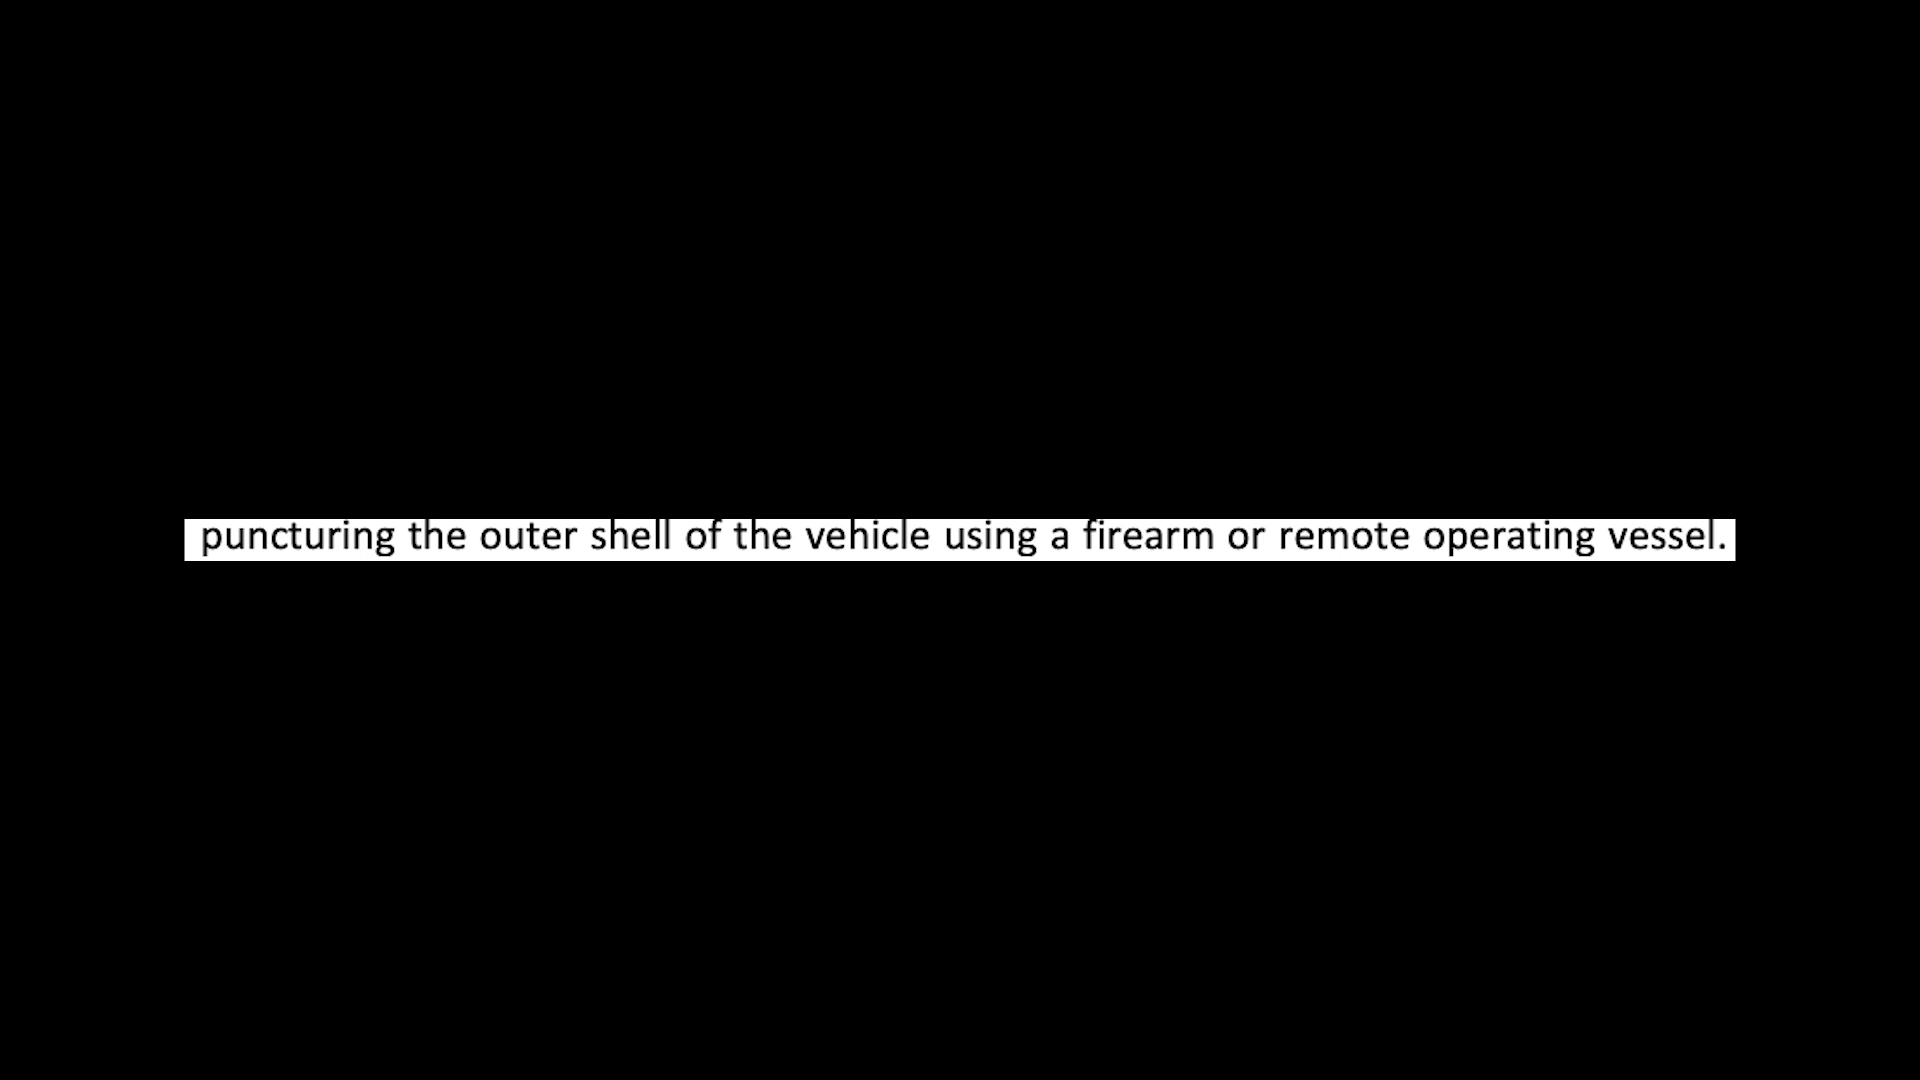 puncturing the outer shell of the vehicle using a firearm or remote operating vessel.